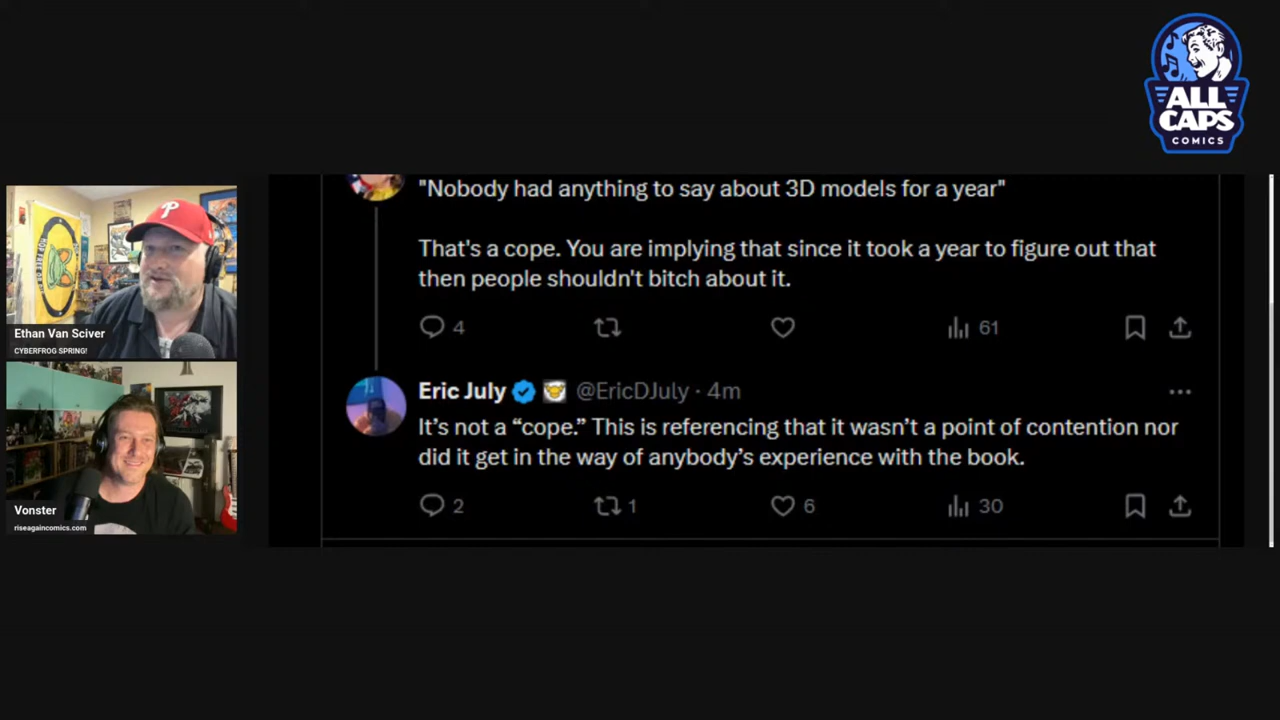 ALL
CAPS
COMICS
"Nobody had anything to say about 3D models for a year"
That's a cope. You are implying that since it took a year to figure out that
then people shouldn't bitch about it.
4
61
Ethan Van Sciver
CYBERFROG SPRING!
Eric July @EricDJuly · 4m
It's not a “cope.” This is referencing that it wasn't a point of contention nor
did it get in the way of anybody's experience with the book.
2
1
6
30
Vonster
riseagaincomics.com